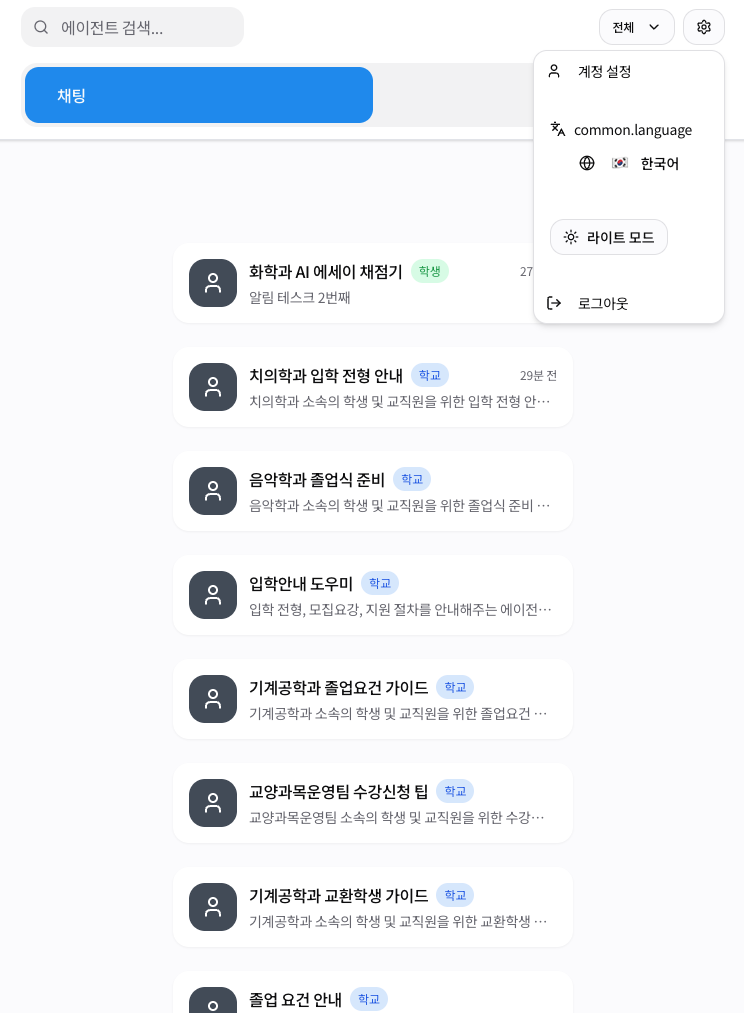 에이전트 검색...
전체
채팅
계정 설정
common.language
🇰🇷 한국어
라이트 모드
로그아웃
화학과 AI 에세이 채점기 학생 27
알림 테스크 2번째
치의학과 입학 전형 안내 학교 29분 전
치의학과 소속의 학생 및 교직원을 위한 입학 전형 안…
음악학과 졸업식 준비 학교
음악학과 소속의 학생 및 교직원을 위한 졸업식 준비 …
입학안내 도우미 학교
입학 전형, 모집요강, 지원 절차를 안내해주는 에이전…
기계공학과 졸업요건 가이드 학교
기계공학과 소속의 학생 및 교직원을 위한 졸업요건 …
교양과목운영팀 수강신청 팁 학교
교양과목운영팀 소속의 학생 및 교직원을 위한 수강…
기계공학과 교환학생 가이드 학교
기계공학과 소속의 학생 및 교직원을 위한 교환학생 …
졸업 요건 안내 학교